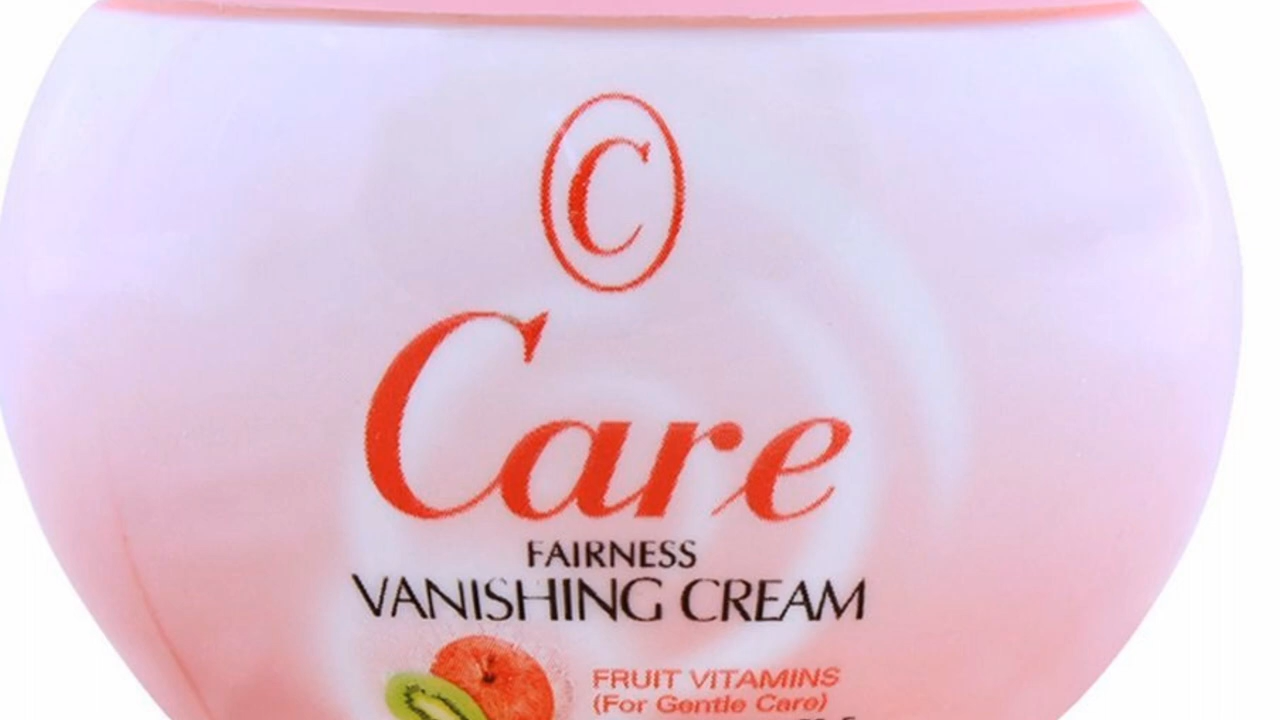 C
Care
FAIRNESS
VANISHING CREAM
FRUIT VITAMINS
(For Gentle Care)